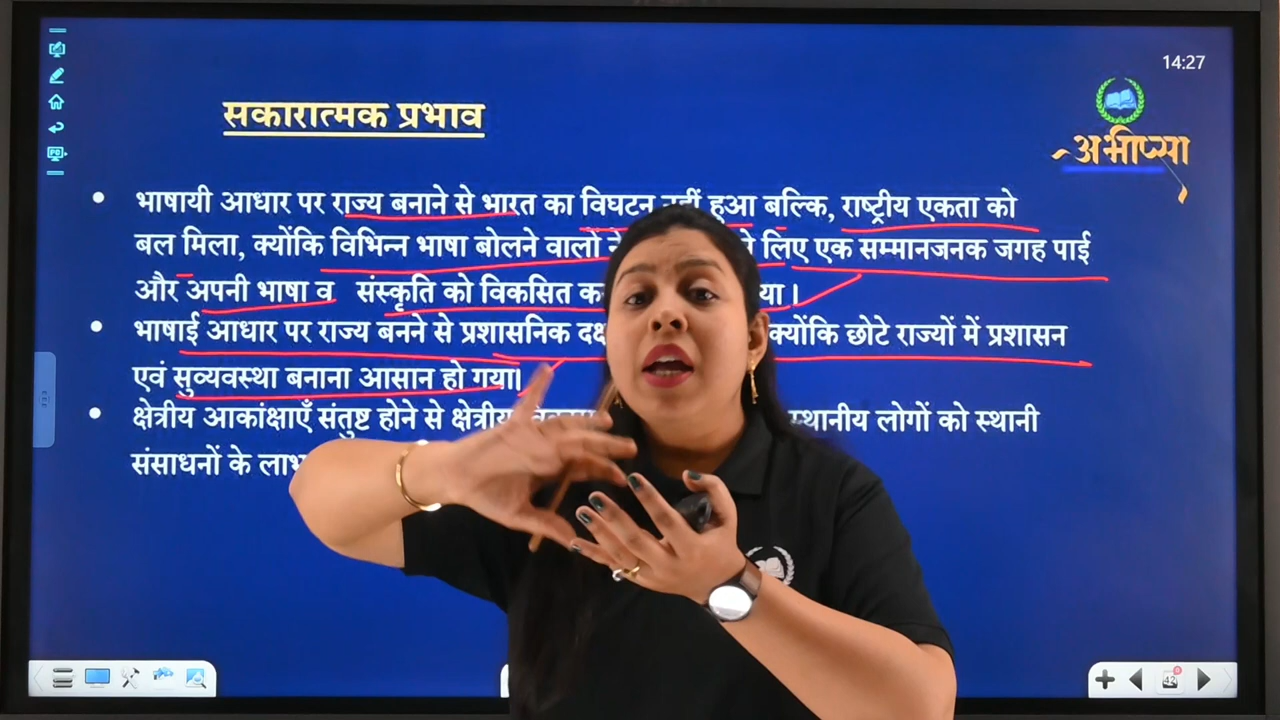 14:27
सकारात्मक प्रभाव
अभीप्सा
भाषायी आधार पर राज्य बनाने से भारत का विघटन नहीं हुआ बल्कि, राष्ट्रीय एकता को
बल मिला, क्योंकि विभिन्न भाषा बोलने वालों लिए एक सम्मानजनक जगह पाई
और अपनी भाषा व संस्कृति को विकसित
भाषाई आधार पर राज्य बनने से प्रशासनिक क्योंकि छोटे राज्यों में प्रशासन
एवं सुव्यवस्था बनाना आसान हो गया।
क्षेत्रीय आकांक्षाएँ संतुष्ट होने से स्थानीय लोगों को स्थानी
संसाधनों के
42